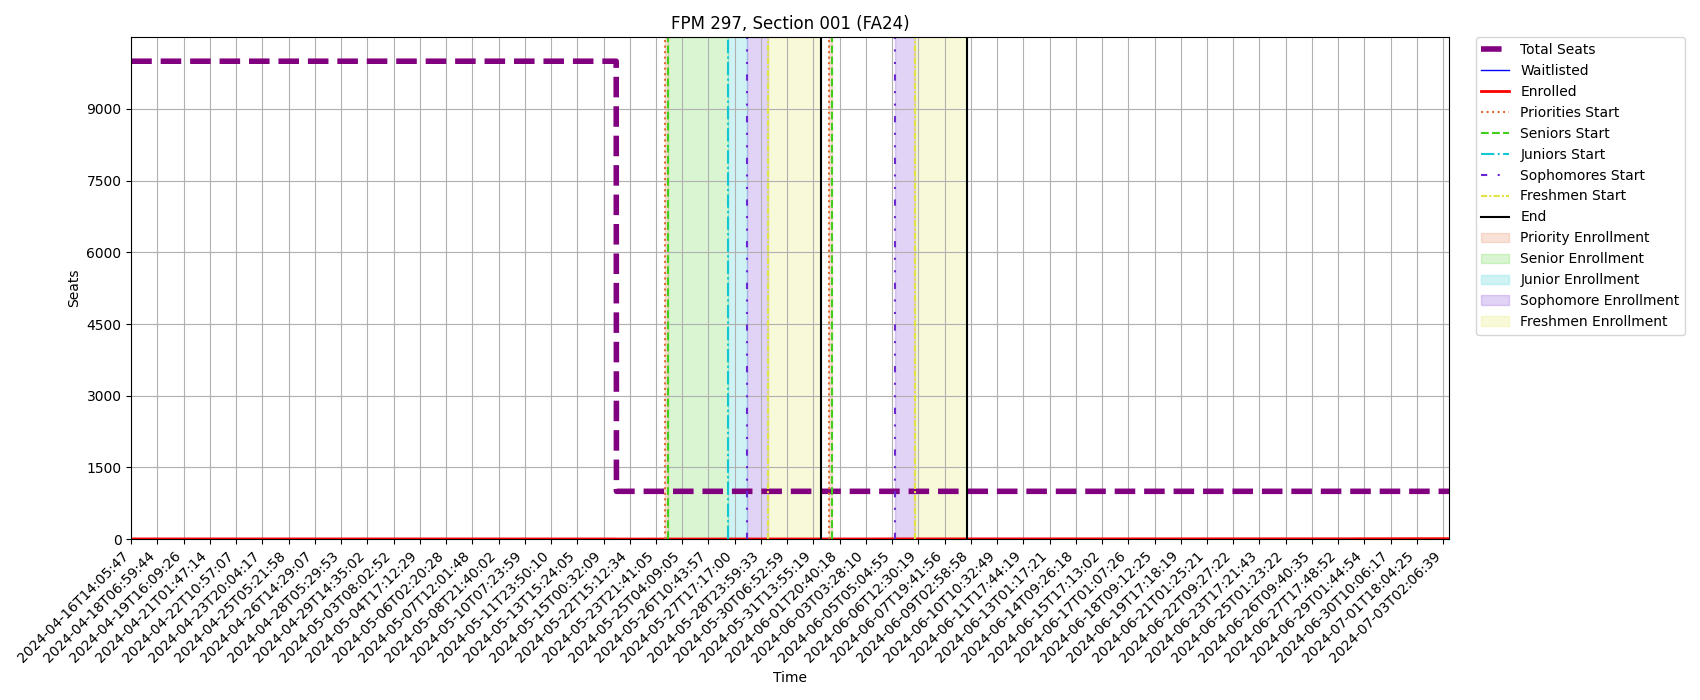 FPM 297, Section 001 (FA24)
Total Seats
Waitlisted
Enrolled
Priorities Start
Seniors Start
Juniors Start
Sophomores Start
Freshmen Start
End
Priority Enrollment
Senior Enrollment
Junior Enrollment
Sophomore Enrollment
Freshmen Enrollment
Seats
9000
7500
6000
4500
3000
1500
0
2024-04-16T14:05:47
2024-04-18T06:59:44
2024-04-19T16:09:26
2024-04-21T01:47:14
2024-04-22T10:57:07
2024-04-23T20:04:17
2024-04-25T05:21:58
2024-04-26T14:29:07
2024-04-28T05:29:53
2024-04-29T14:35:02
2024-05-03T08:02:52
2024-05-04T17:12:29
2024-05-06T02:20:28
2024-05-07T12:01:48
2024-05-08T21:40:02
2024-05-10T07:23:59
2024-05-11T23:50:10
2024-05-13T15:24:05
2024-05-15T00:32:09
2024-05-22T15:12:34
2024-05-23T21:41:05
2024-05-25T04:09:05
2024-05-26T10:43:57
2024-05-27T17:17:00
2024-05-28T23:59:33
2024-05-30T06:52:59
2024-05-31T13:55:19
2024-06-01T20:40:18
2024-06-03T03:28:10
2024-06-05T05:04:55
2024-06-06T12:30:19
2024-06-07T19:41:56
2024-06-09T02:58:58
2024-06-10T10:32:49
2024-06-11T17:44:19
2024-06-13T01:17:21
2024-06-14T09:26:18
2024-06-15T17:13:02
2024-06-17T01:07:26
2024-06-18T09:12:25
2024-06-19T17:18:19
2024-06-21T01:25:21
2024-06-22T09:27:22
2024-06-23T17:21:43
2024-06-25T01:23:22
2024-06-26T09:40:35
2024-06-27T17:48:52
2024-06-29T01:44:54
2024-06-30T10:06:17
2024-07-01T18:04:25
2024-07-03T02:06:39
Time